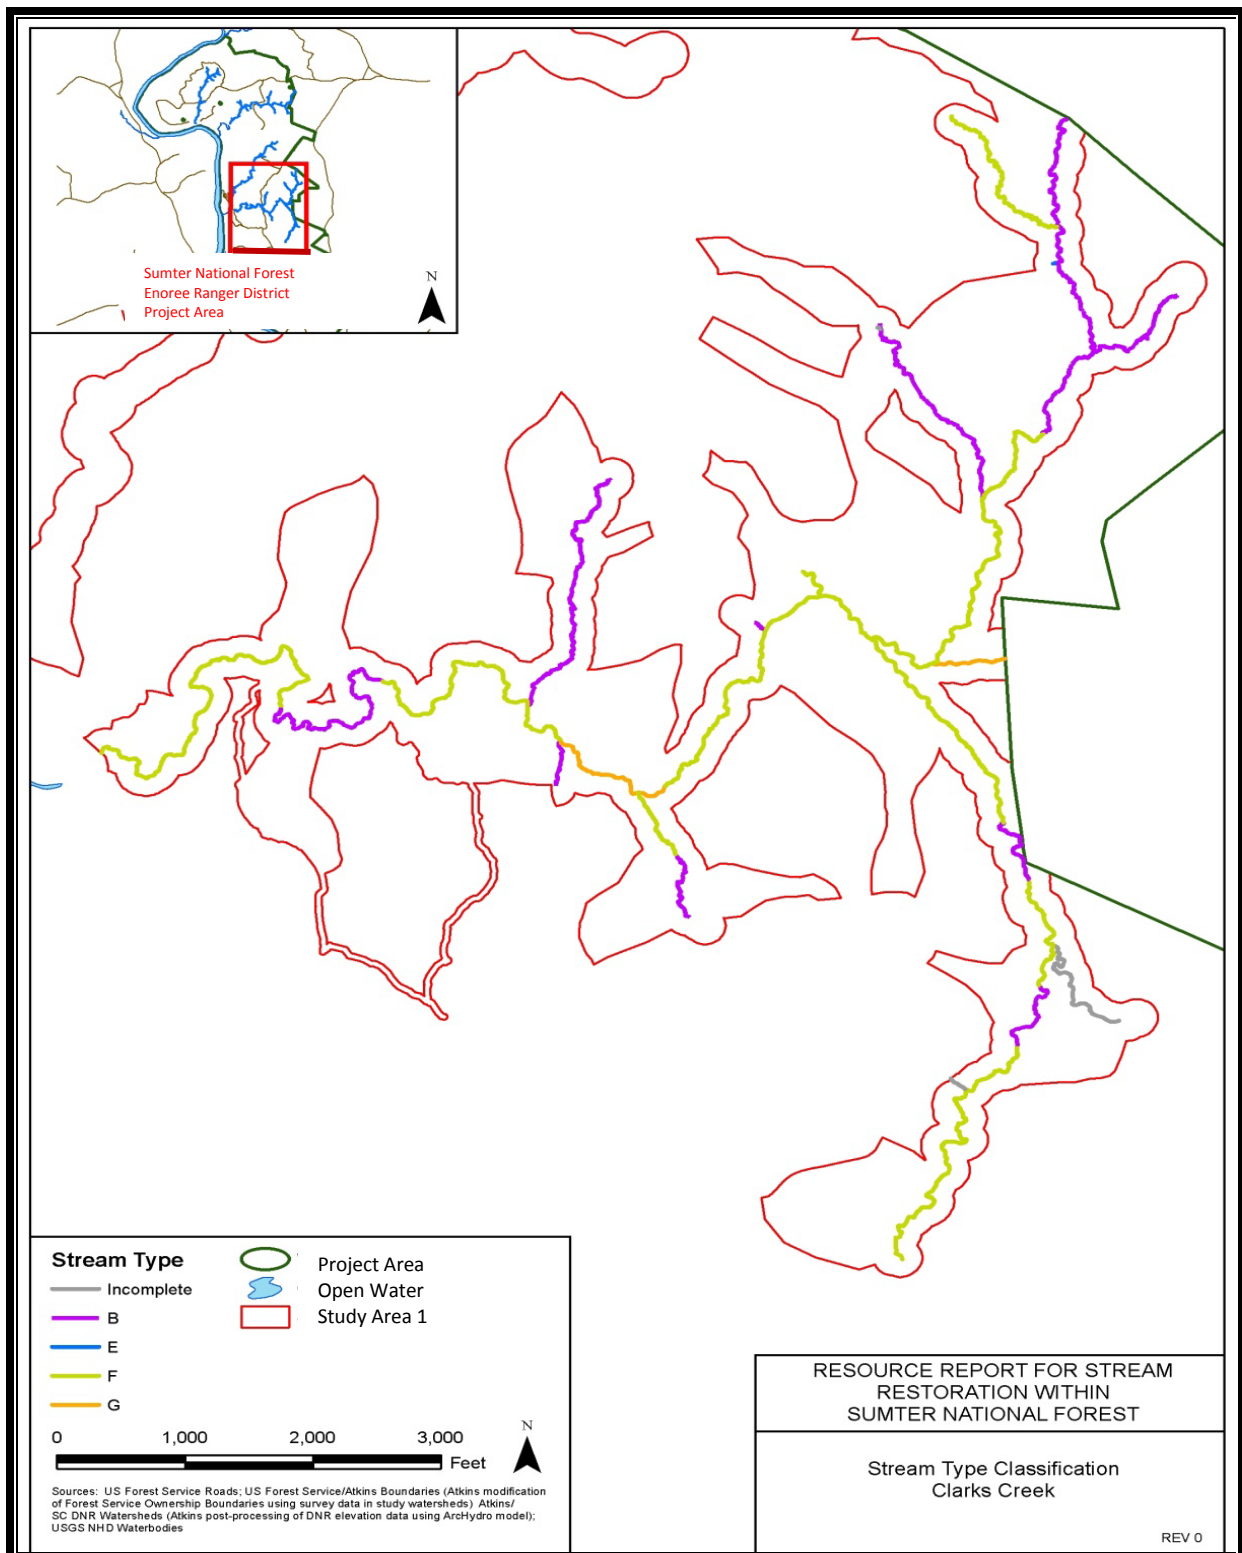 Sumter National Forest
Enoree Ranger District
Project Area
N
Stream Type
Incomplete
B
E
F
G
Project Area
Open Water
Study Area 1
0 1,000 2,000 3,000
Feet
N
Sources: US Forest Service Roads; US Forest Service/Atkins Boundaries (Atkins modification
of Forest Service Ownership Boundaries using survey data in study watersheds) Atkins/
SC DNR Watersheds (Atkins post-processing of DNR elevation data using ArcHydro model);
USGS NHD Waterbodies
RESOURCE REPORT FOR STREAM
RESTORATION WITHIN
SUMTER NATIONAL FOREST
Stream Type Classification
Clarks Creek
REV 0